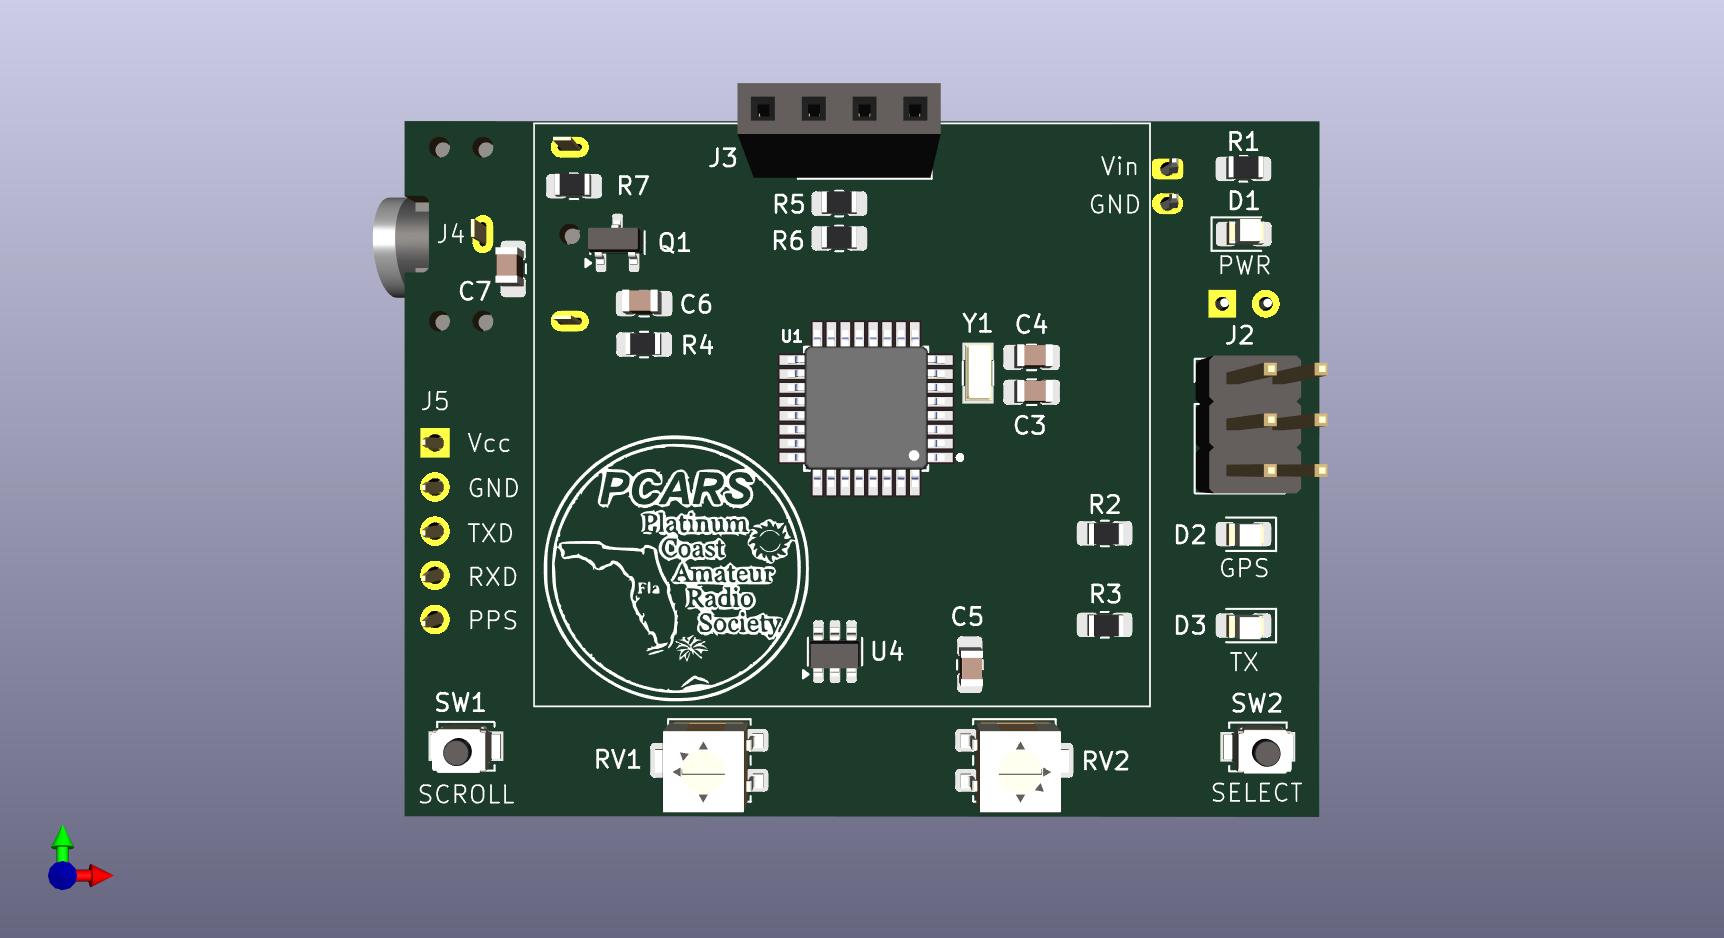 R1
J3
Vin
R7
R5
GND
D1
J4
Q1
R6
PWR
C7
C6
J2
U1
Y1
C4
R4
J5
C3
Vcc
PCARS
GND
R2
Platinum
TXD
D2
Coast
GPS
RXD
Amateur
Fla
R3
Radio
PPS
Society
C5
D3
U4
TX
SW1
SW2
RV1
RV2
SCROLL
SELECT